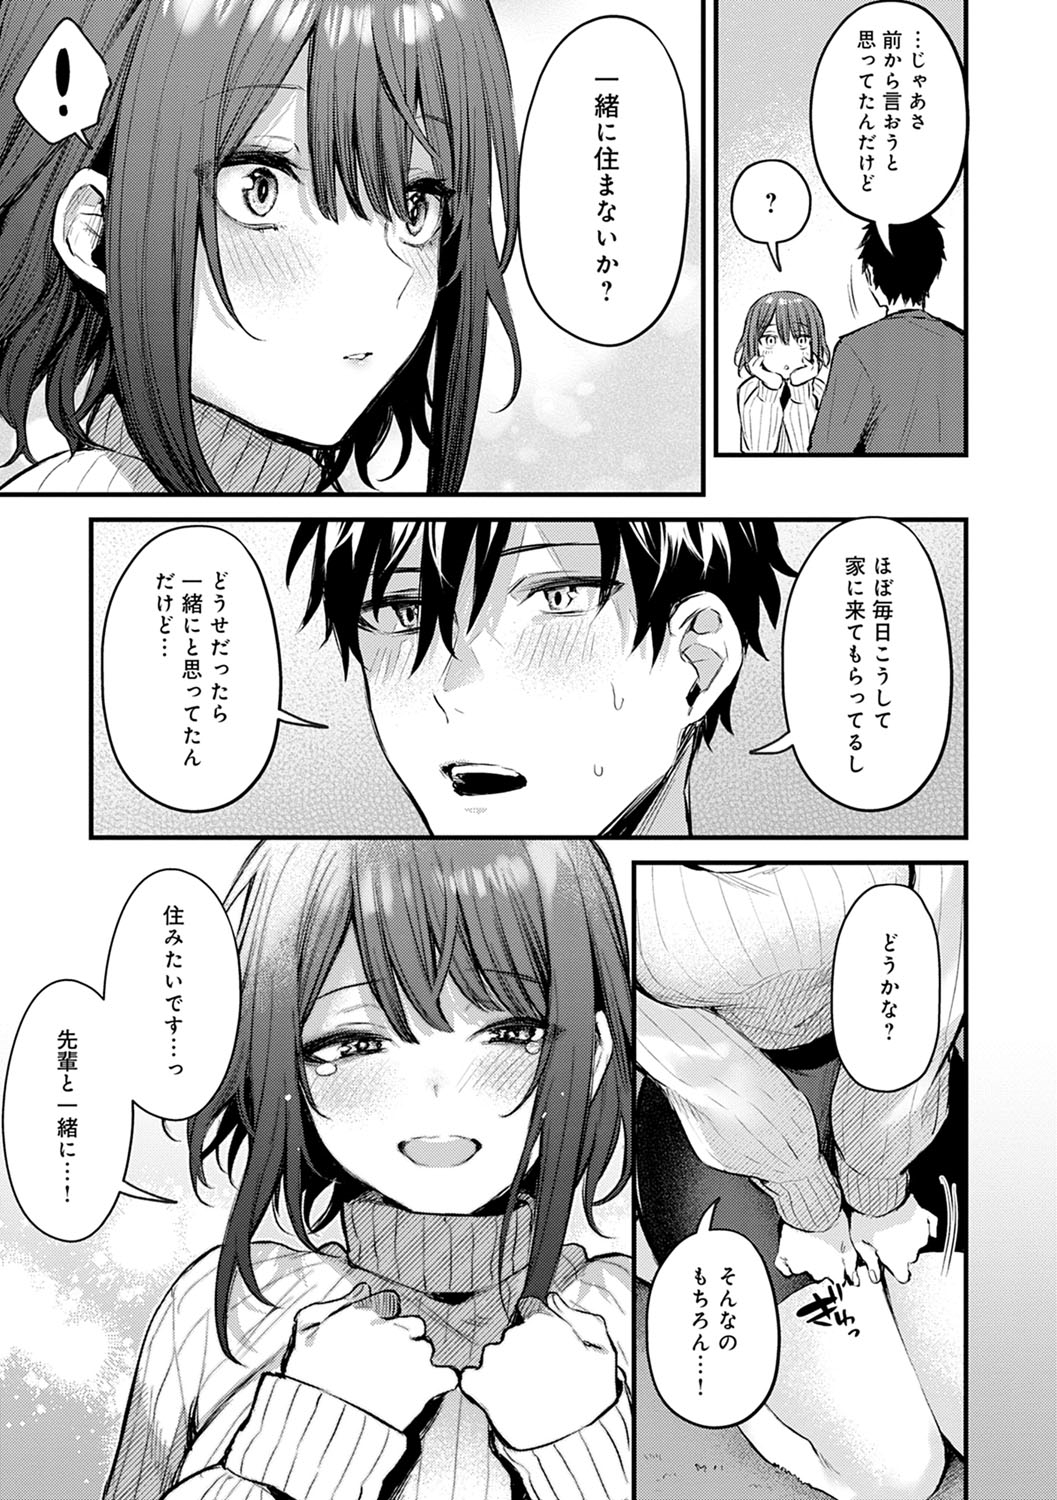 …じゃあさ
前から言おうと
思ってたんだけど
？
一緒に住まないか？
！
ほぼ毎日こうして
家に来てもらってるし
どうせだったら
一緒にと思ってたん
だけど…
どうかな？
ぎゅっ
そんなの
もちろん…！
住みたいです…っ
先輩と一緒に…！